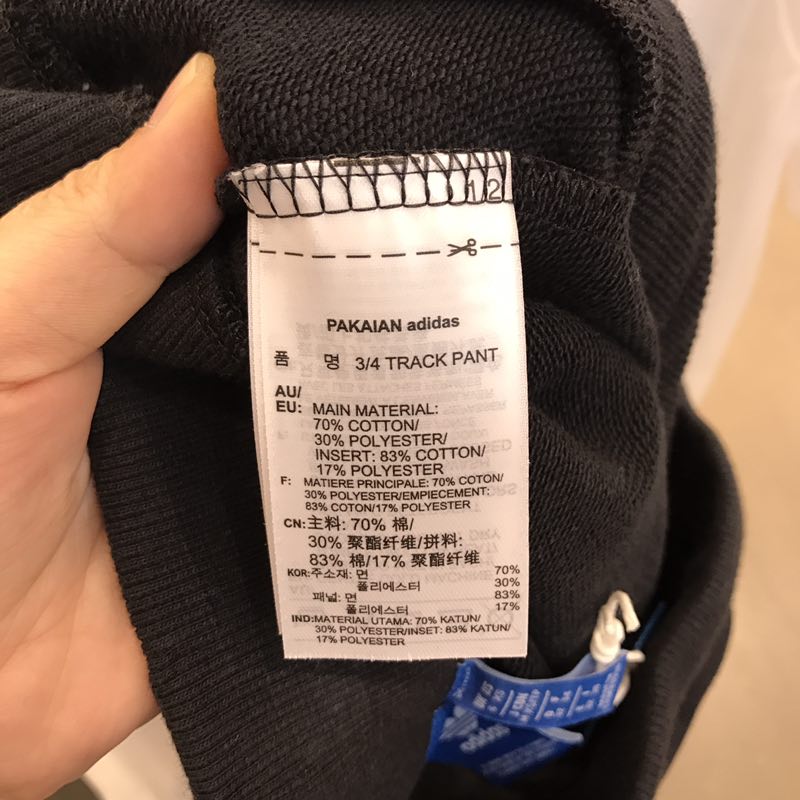 12
PAKAIAN adidas
품 명 3/4 TRACK PANT
AU/
EU: MAIN MATERIAL:
70% COTTON/
30% POLYESTER/
INSERT: 83% COTTON/
17% POLYESTER
F: MATIERE PRINCIPALE: 70% COTON/
30% POLYESTER/EMPIECEMENT:
83% COTON/17% POLYESTER
CN:主料: 70% 棉/
30% 聚酯纤维/拼料:
83% 棉/17% 聚酯纤维
KOR:주소재: 면 70%
폴리에스터 30%
패널: 면 83%
폴리에스터 17%
IND:MATERIAL UTAMA: 70% KATUN/
30% POLYESTER/INSET: 83% KATUN/
17% POLYESTER
adidas